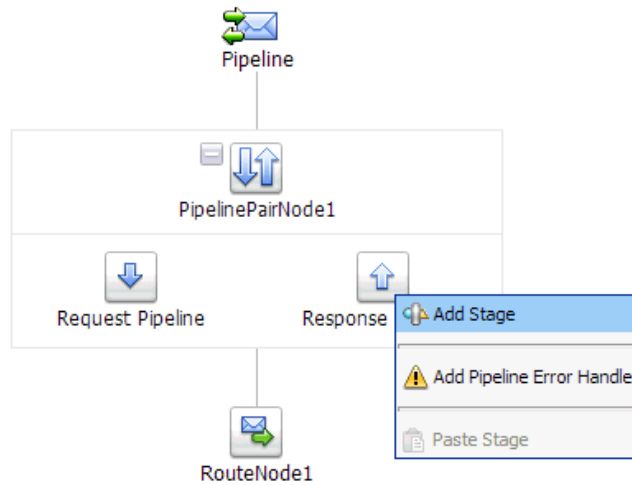 Pipeline
PipelinePairNode1
Request Pipeline
Response
Add Stage
Add Pipeline Error Handle
Paste Stage
RouteNode1